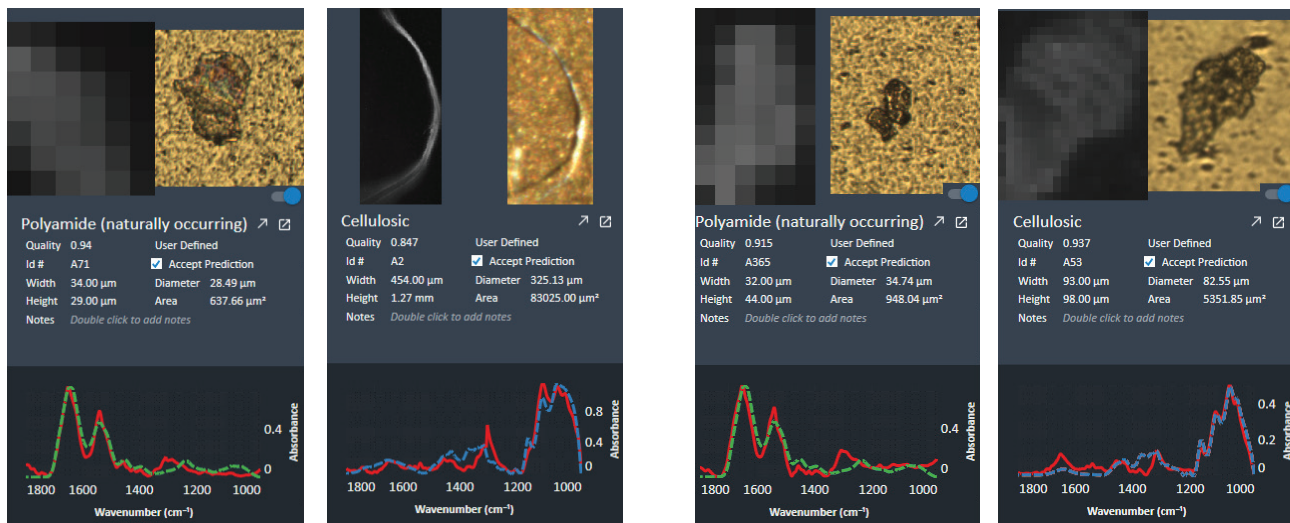 Polyamide (naturally occurring)
Quality 0.94 User Defined
Id # A71 Accept Prediction
Width 34.00 µm Diameter 28.49 µm
Height 29.00 µm Area 637.66 µm²
Notes Double click to add notes
0.4
0
Absorbance
1800 1600 1400 1200 1000
Wavenumber (cm⁻¹)
Cellulosic
Quality 0.847 User Defined
Id # A2 Accept Prediction
Width 454.00 µm Diameter 325.13 µm
Height 1.27 mm Area 83025.00 µm²
Notes Double click to add notes
0.8
0.4
0
Absorbance
1800 1600 1400 1200 1000
Wavenumber (cm⁻¹)
Polyamide (naturally occurring)
Quality 0.915 User Defined
Id # A365 Accept Prediction
Width 32.00 µm Diameter 34.74 µm
Height 44.00 µm Area 948.04 µm²
Notes Double click to add notes
0.4
0
Absorbance
1800 1600 1400 1200 1000
Wavenumber (cm⁻¹)
Cellulosic
Quality 0.937 User Defined
Id # A53 Accept Prediction
Width 93.00 µm Diameter 82.55 µm
Height 98.00 µm Area 5351.85 µm²
Notes Double click to add notes
0.4
0.2
0
Absorbance
1800 1600 1400 1200 1000
Wavenumber (cm⁻¹)